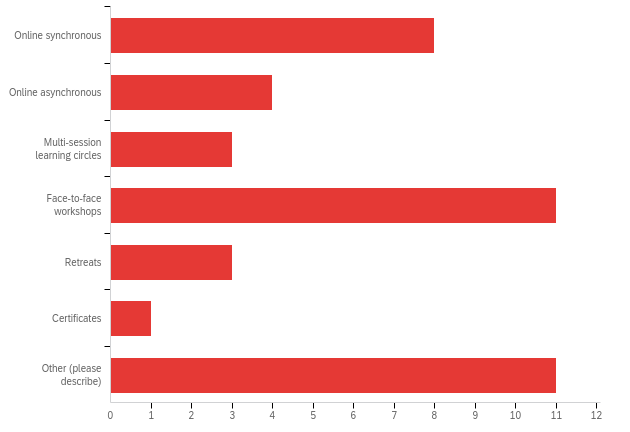 Online synchronous
Online asynchronous
Multi-session
learning circles
Face-to-face
workshops
Retreats
Certificates
Other (please
describe)
0 1 2 3 4 5 6 7 8 9 10 11 12